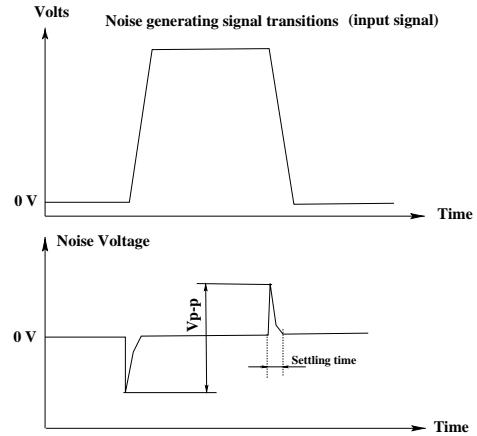 Volts
Noise generating signal transitions (input signal)
0 V
Time
Noise Voltage
Vp-p
0 V
Settling time
Time